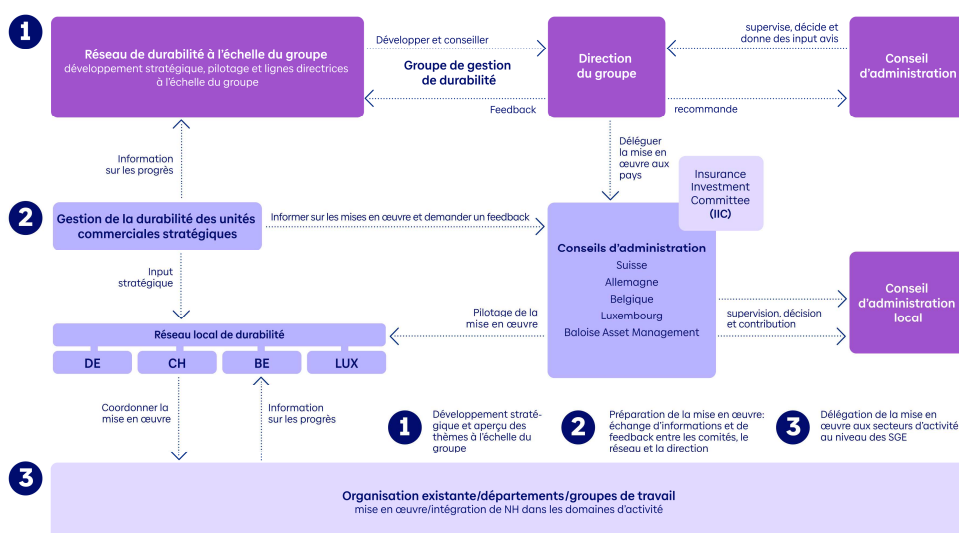 1
Réseau de durabilité à l'échelle du groupe
développement stratégique, pilotage et lignes directrices
à l'échelle du groupe
Développer et conseiller
Groupe de gestion
de durabilité
Feedback
Direction
du groupe
supervise, décide et
donne des input avis
recommande
Conseil
d'administration
Information
sur les progrès
Déléguer
la mise en
œuvre aux
pays
Insurance
Investment
Committee
(IIC)
2
Gestion de la durabilité des unités
commerciales stratégiques
Informer sur les mises en œuvre et demander un feedback
Conseils d'administration
Suisse
Allemagne
Belgique
Luxembourg
Baloise Asset Management
Input
stratégique
Pilotage de la
mise en œuvre
supervision, décision
et contribution
Conseil
d'administration
local
Réseau local de durabilité
DE
CH
BE
LUX
Coordonner la
mise en œuvre
Information
sur les progrès
1
Développement straté-
gique et aperçu des
thèmes à l'échelle du
groupe
2
Préparation de la mise en œuvre:
échange d'informations et de
feedback entre les comités, le
réseau et la direction
3
Délégation de la mise en
œuvre aux secteurs d'activité
au niveau des SGE
3
Organisation existante/départements/groupes de travail
mise en œuvre/intégration de NH dans les domaines d'activité